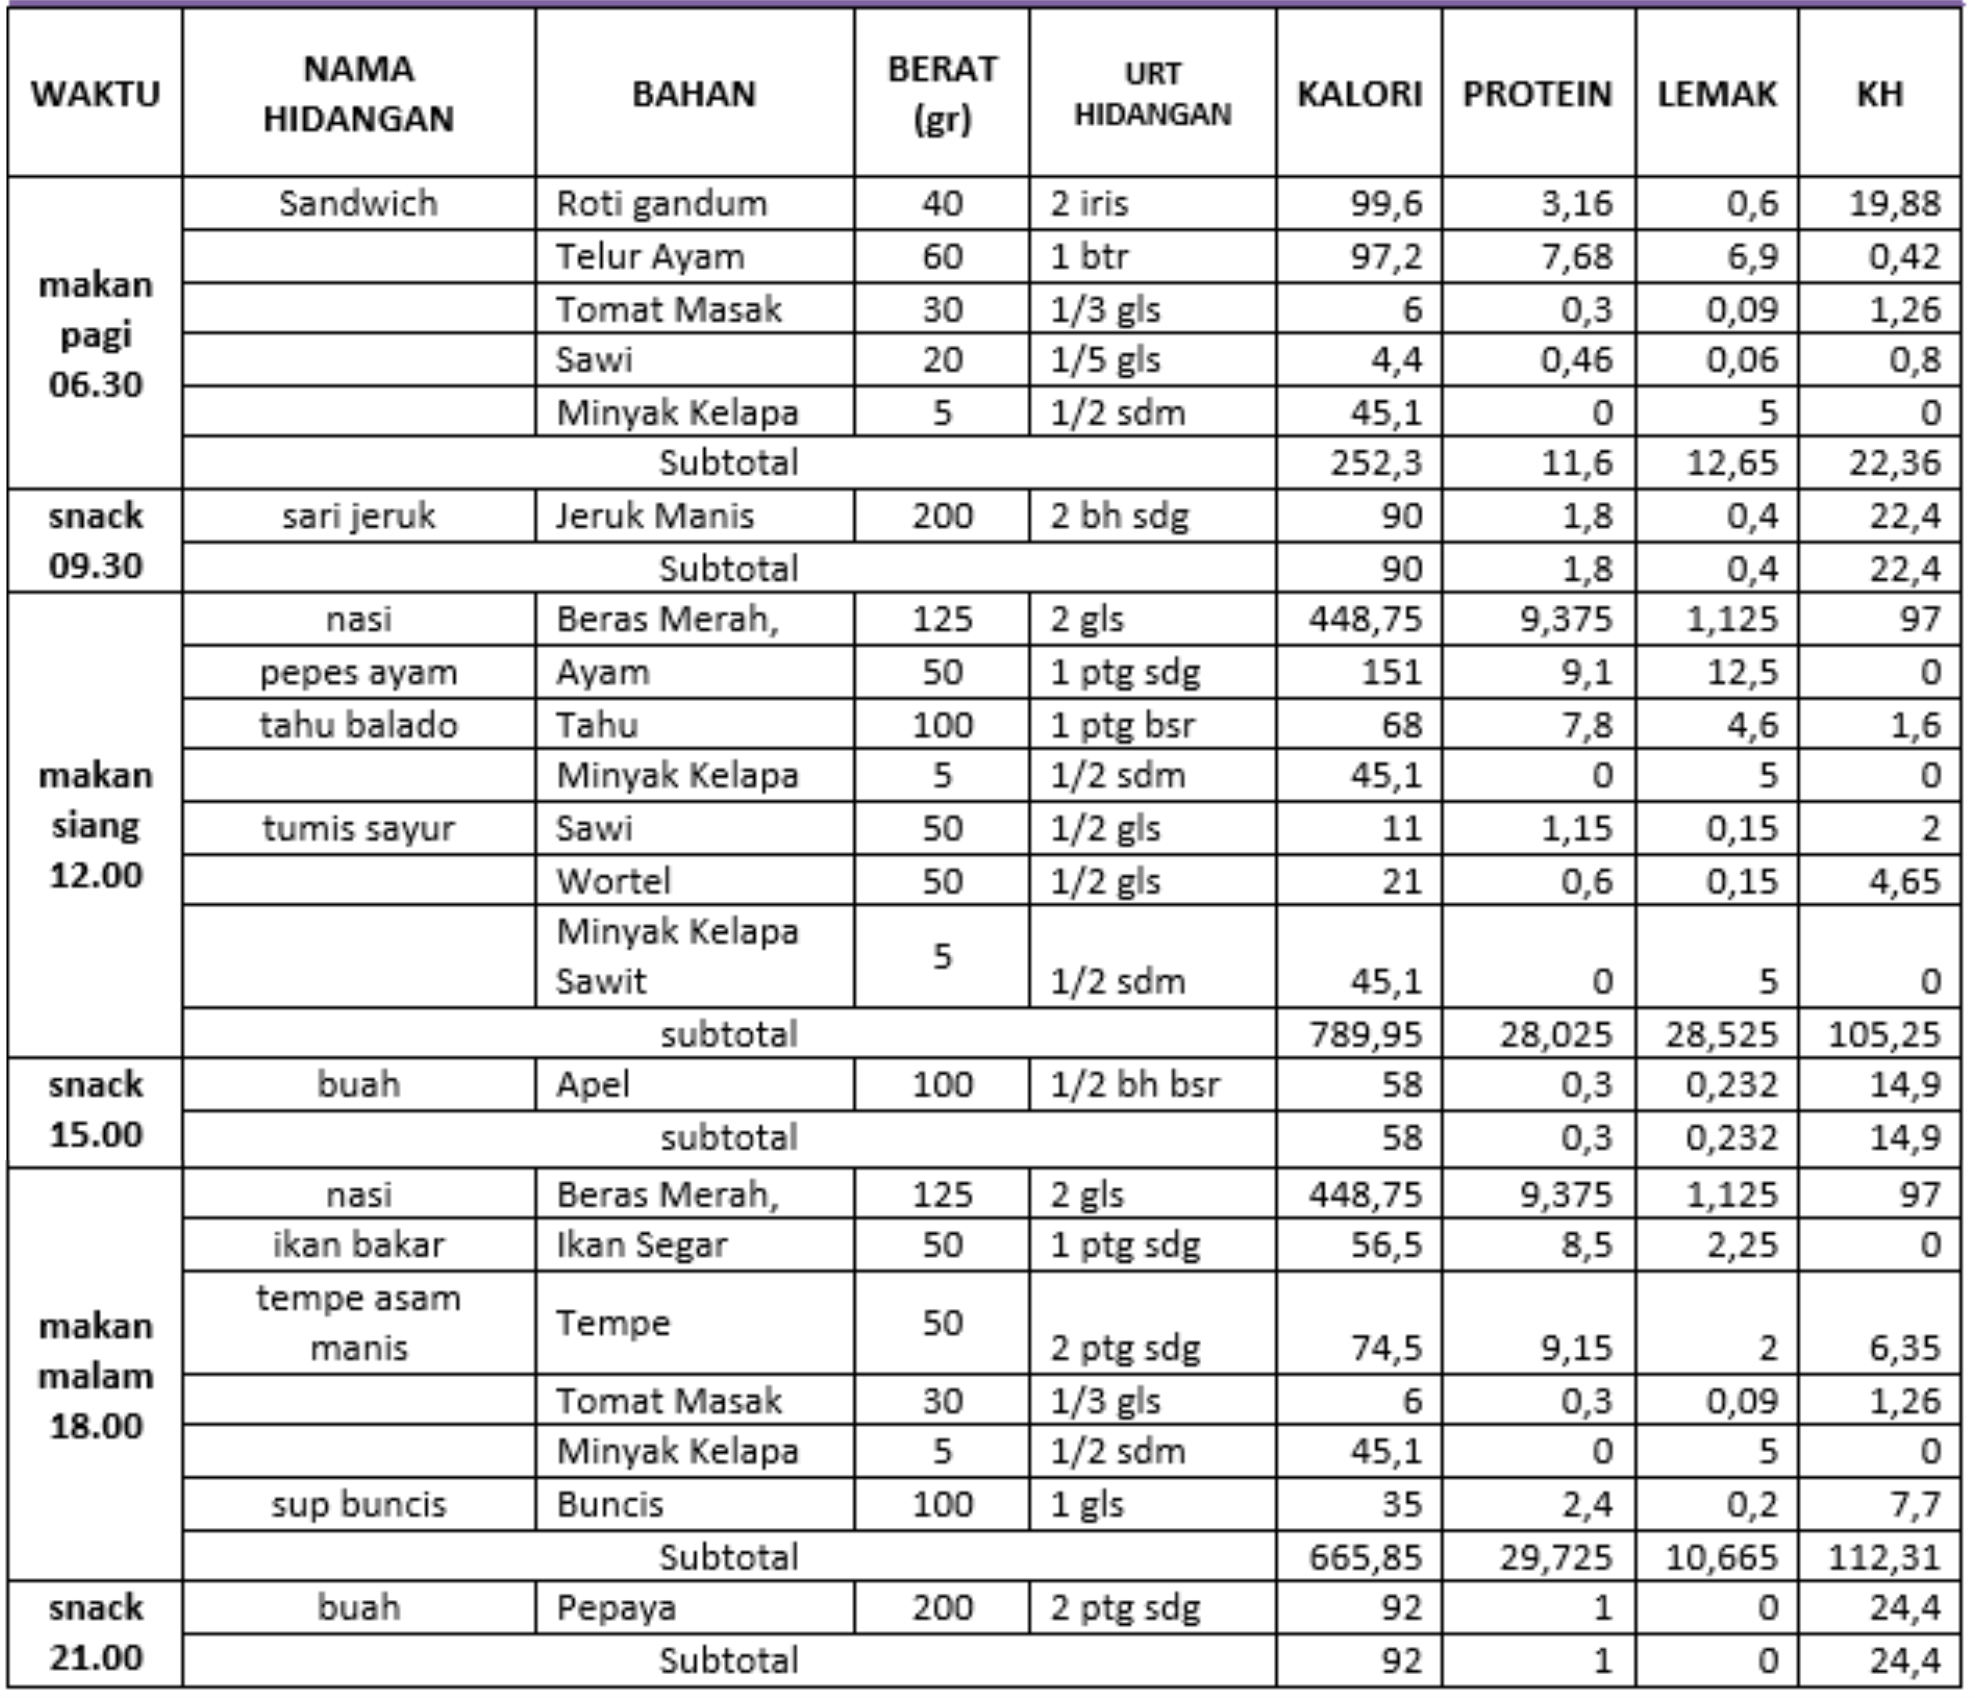 WAKTU NAMA HIDANGAN BAHAN BERAT (gr) URT HIDANGAN KALORI PROTEIN LEMAK KH
makan pagi 06.30
Sandwich Roti gandum 40 2 iris 99,6 3,16 0,6 19,88
Telur Ayam 60 1 btr 97,2 7,68 6,9 0,42
Tomat Masak 30 1/3 gls 6 0,3 0,09 1,26
Sawi 20 1/5 gls 4,4 0,46 0,06 0,8
Minyak Kelapa 5 1/2 sdm 45,1 0 5 0
Subtotal 252,3 11,6 12,65 22,36
snack 09.30
sari jeruk Jeruk Manis 200 2 bh sdg 90 1,8 0,4 22,4
Subtotal 90 1,8 0,4 22,4
makan siang 12.00
nasi Beras Merah, 125 2 gls 448,75 9,375 1,125 97
pepes ayam Ayam 50 1 ptg sdg 151 9,1 12,5 0
tahu balado Tahu 100 1 ptg bsr 68 7,8 4,6 1,6
Minyak Kelapa 5 1/2 sdm 45,1 0 5 0
tumis sayur Sawi 50 1/2 gls 11 1,15 0,15 2
Wortel 50 1/2 gls 21 0,6 0,15 4,65
Minyak Kelapa Sawit 5 1/2 sdm 45,1 0 5 0
subtotal 789,95 28,025 28,525 105,25
snack 15.00
buah Apel 100 1/2 bh bsr 58 0,3 0,232 14,9
subtotal 58 0,3 0,232 14,9
makan malam 18.00
nasi Beras Merah, 125 2 gls 448,75 9,375 1,125 97
ikan bakar Ikan Segar 50 1 ptg sdg 56,5 8,5 2,25 0
tempe asam manis Tempe 50 2 ptg sdg 74,5 9,15 2 6,35
Tomat Masak 30 1/3 gls 6 0,3 0,09 1,26
Minyak Kelapa 5 1/2 sdm 45,1 0 5 0
sup buncis Buncis 100 1 gls 35 2,4 0,2 7,7
Subtotal 665,85 29,725 10,665 112,31
snack 21.00
buah Pepaya 200 2 ptg sdg 92 1 0 24,4
Subtotal 92 1 0 24,4